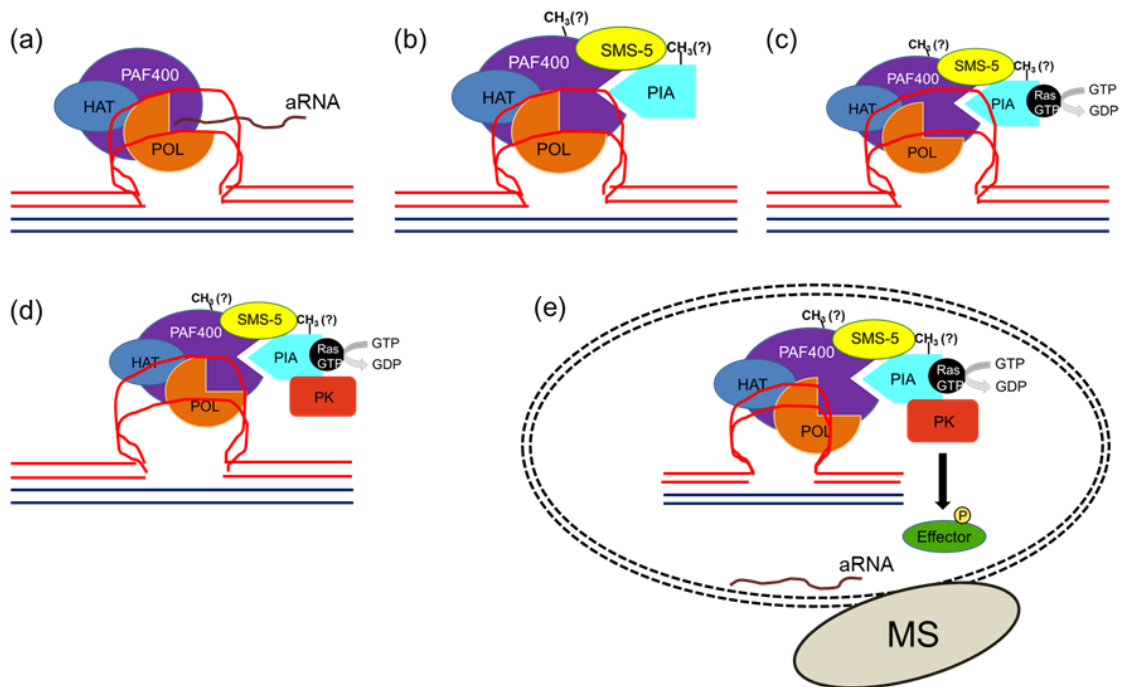 (a)
PAF400
HAT
aRNA
POL
(b)
CH3(?)
SMS-5
CH3(?)
PAF400
HAT
PIA
POL
(c)
CH3(?)
SMS-5
CH3(?)
PAF400
HAT
PIA
Ras
GTP
GTP
GDP
POL
(d)
CH3(?)
SMS-5
CH3(?)
PAF400
HAT
PIA
Ras
GTP
GTP
GDP
POL
PK
(e)
CH3(?)
SMS-5
CH3(?)
PAF400
HAT
PIA
Ras
GTP
GTP
GDP
POL
PK
P
Effector
aRNA
MS